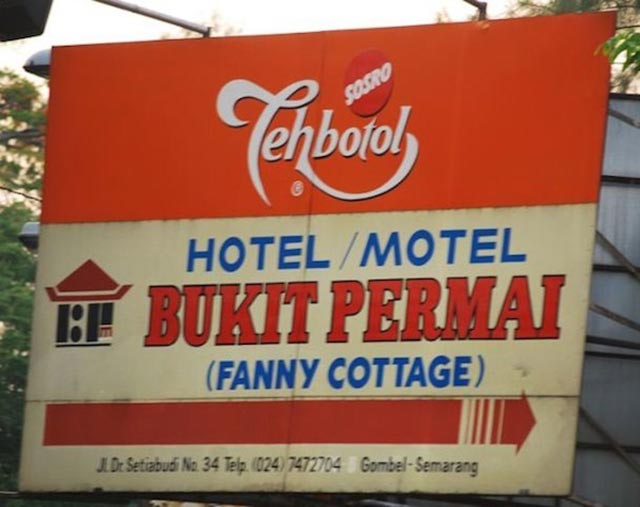 SOSRO
Tehbotol
©
HOTEL / MOTEL
BUKIT PERMAI
(FANNY COTTAGE)
Jl. Dr. Setiabudi No. 34 Telp. (024) 7472704 Gombel - Semarang